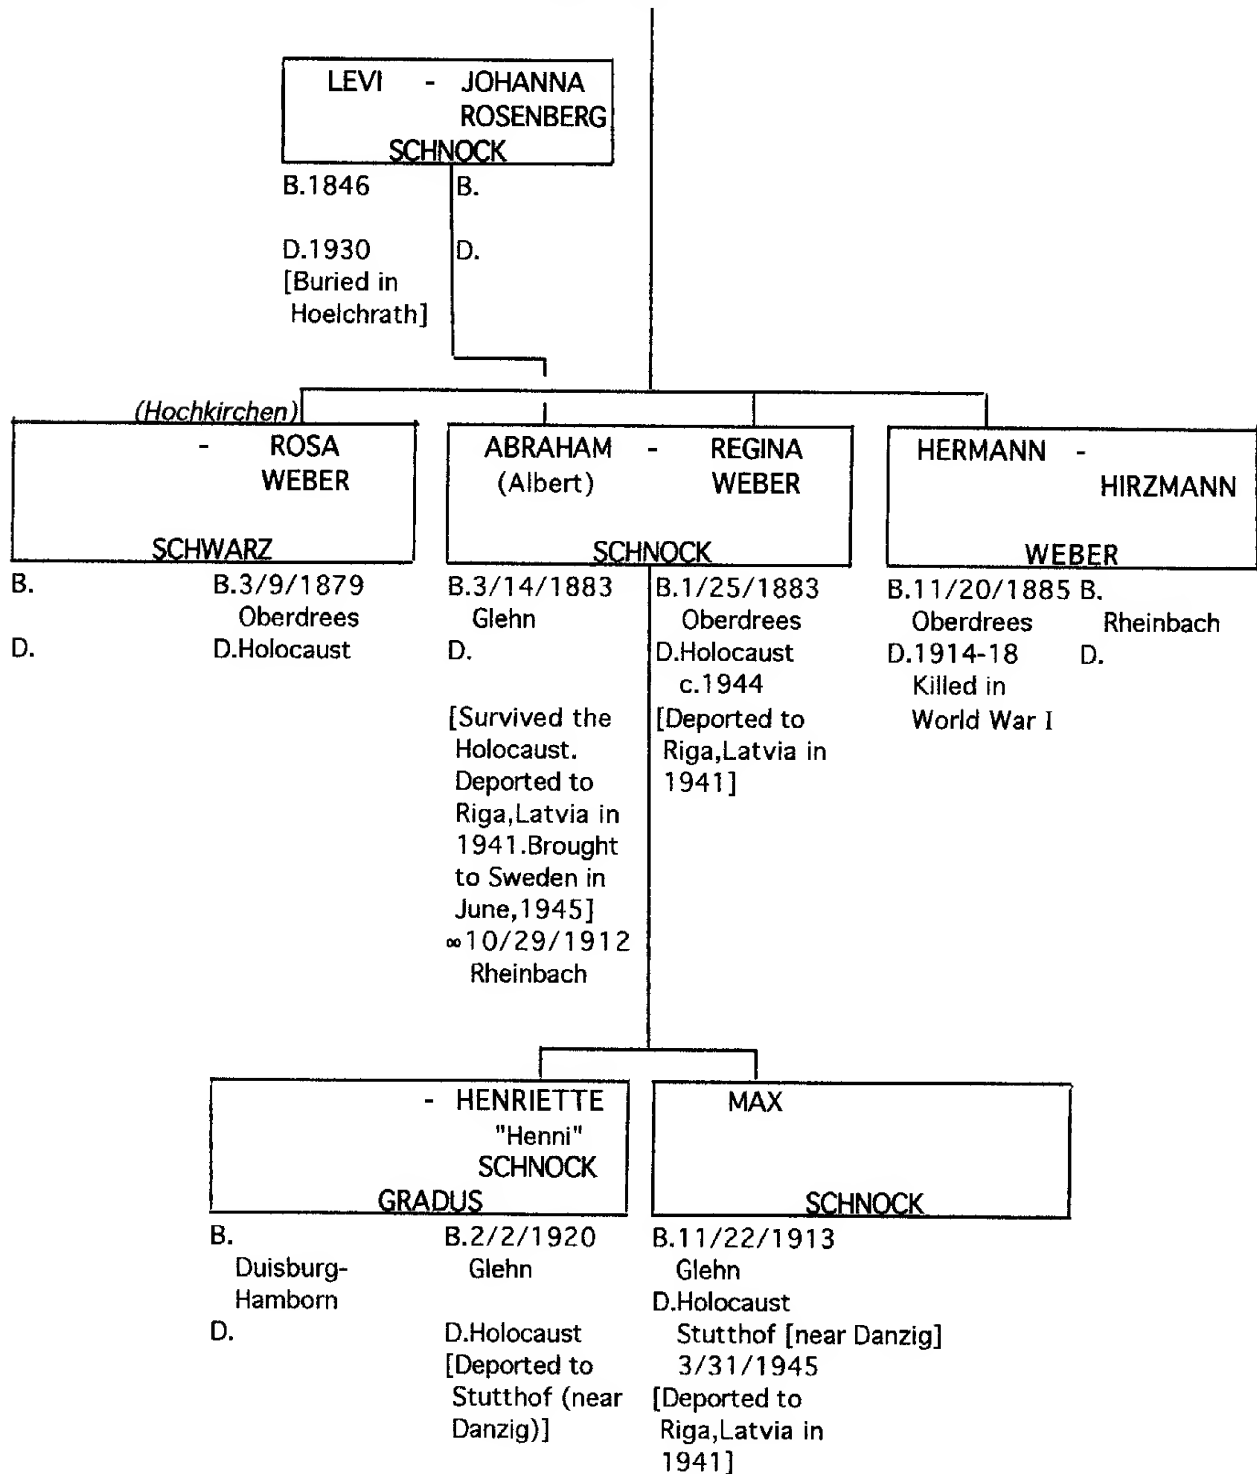 LEVI - JOHANNA
ROSENBERG
SCHNOCK
B.1846 B.
D.1930 D.
[Buried in
Hoelchrath]
(Hochkirchen)
- ROSA
WEBER
SCHWARZ
B. B.3/9/1879
Oberdrees
D. D.Holocaust
ABRAHAM - REGINA
(Albert) WEBER
SCHNOCK
B.3/14/1883
Glehn
D.
[Survived the
Holocaust.
Deported to
Riga,Latvia in
1941.Brought
to Sweden in
June,1945]
∞10/29/1912
Rheinbach
B.1/25/1883
Oberdrees
D.Holocaust
c.1944
[Deported to
Riga,Latvia in
1941]
HERMANN -
HIRZMANN
WEBER
B.11/20/1885
Oberdrees
D.1914-18
Killed in
World War I
B.
Rheinbach
D.
- HENRIETTE
"Henni"
SCHNOCK
GRADUS
B.
Duisburg-
Hamborn
D.
B.2/2/1920
Glehn
D.Holocaust
[Deported to
Stutthof (near
Danzig)]
MAX
SCHNOCK
B.11/22/1913
Glehn
D.Holocaust
Stutthof [near Danzig]
3/31/1945
[Deported to
Riga,Latvia in
1941]